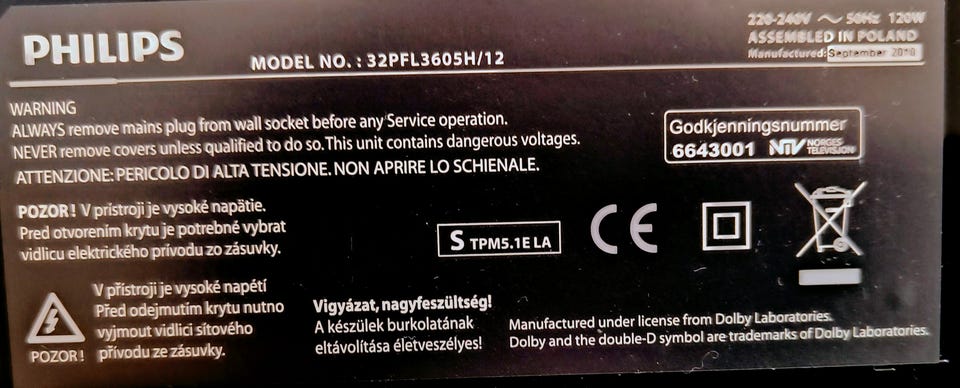 PHILIPS
MODEL NO. : 32PFL3605H/12
220-240V ~ 50Hz 120W
ASSEMBLED IN POLAND
Manufactured: September 2010
WARNING
ALWAYS remove mains plug from wall socket before any Service operation.
NEVER remove covers unless qualified to do so. This unit contains dangerous voltages.
ATTENZIONE: PERICOLO DI ALTA TENSIONE. NON APRIRE LO SCHIENALE.
Godkjenningsnummer
6643001 NTV NORGES
TELEVISJON
POZOR! V prístroji je vysoké napätie.
Pred otvorením krytu je potrebné vybrat
vidlicu elektrického prívodu zo zásuvky.
S TPM5.1E LA
CE
V přístroji je vysoké napětí
Před odejmutím krytu nutno
vyjmout vidlici síťového
přívodu ze zásuvky.
POZOR!
Vigyázat, nagyfeszültség!
A készülek burkolatának
eltávolítása életveszélyes!
Manufactured under license from Dolby Laboratories.
Dolby and the double-D symbol are trademarks of Dolby Laboratories.